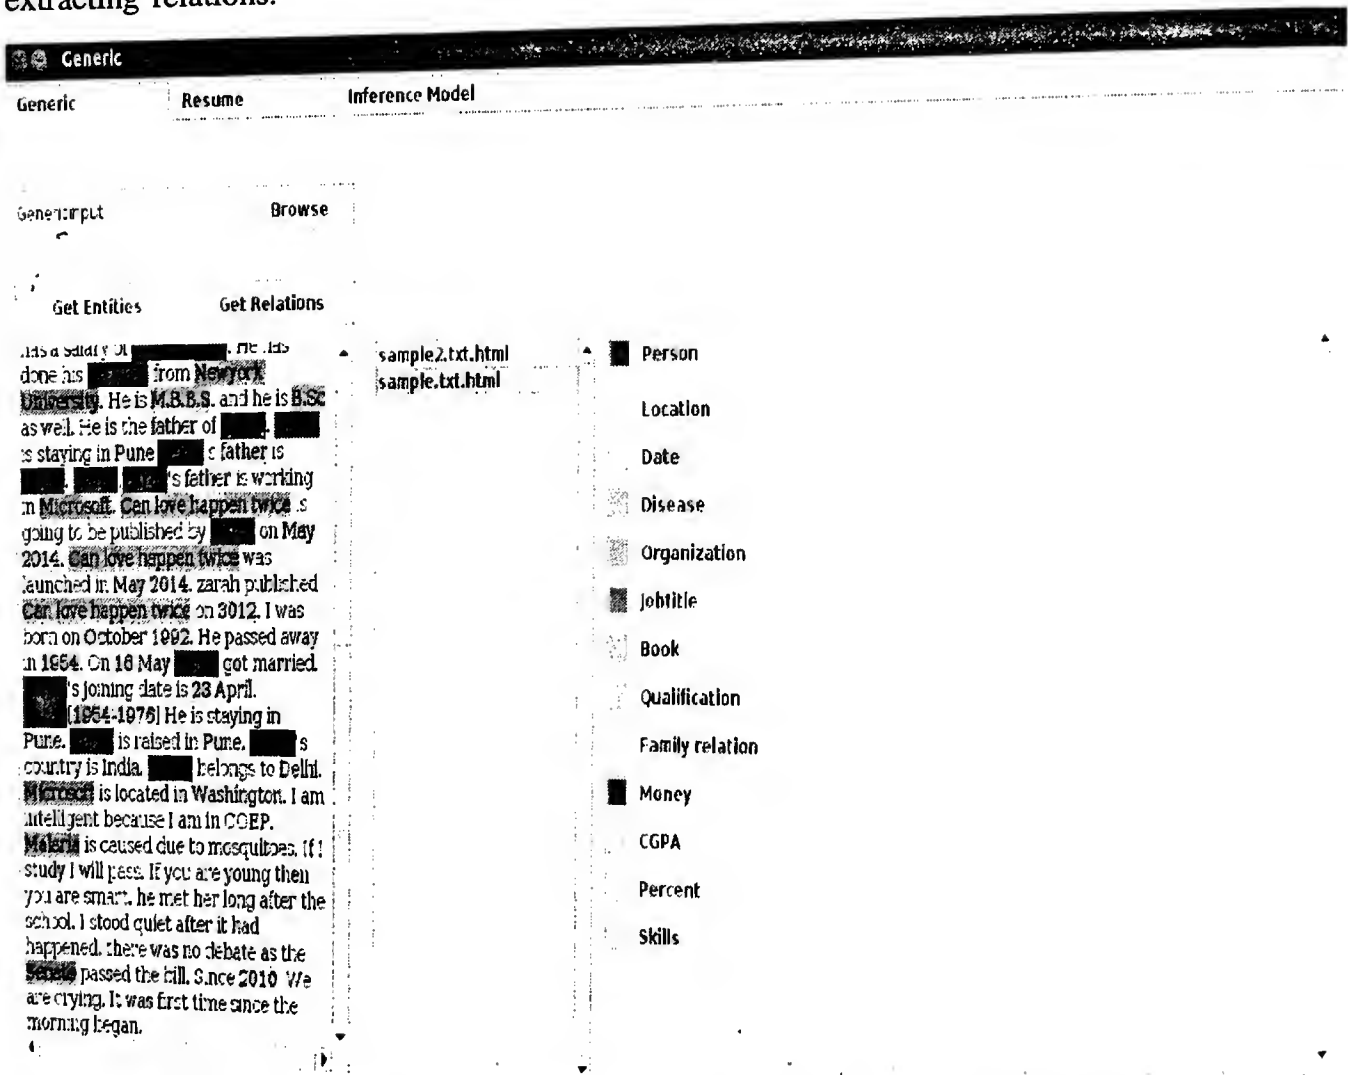 extracting relations.
Generic
Generic Resume Inference Model
Browse
Get Entities Get Relations
has a salary of . He has
done his from Newyork
University. He is M.B.B.S. and he is B.Sc
as well. He is the father of .
is staying in Pune s father is
. 's father is working
in Microsoft. Can love happen twice is
going to be published by on May
2014. Can love happen twice was
launched in May 2014. zarah published
Can love happen twice on 3012. I was
born on October 1992. He passed away
in 1954. On 16 May got married.
's joining date is 23 April.
[1954-1976] He is staying in
Pune. is raised in Pune. s
country is India. belongs to Delhi.
Microsoft is located in Washington. I am
intelligent because I am in COEP.
Malaria is caused due to mosquitoes. If I
study I will pass. If you are young then
you are smart. he met her long after the
school. I stood quiet after it had
happened. there was no debate as the
Senate passed the bill. Since 2010 We
are crying. It was first time since the
morning began.
sample2.txt.html
sample.txt.html
Person
Location
Date
Disease
Organization
Jobtitle
Book
Qualification
Family relation
Money
CGPA
Percent
Skills